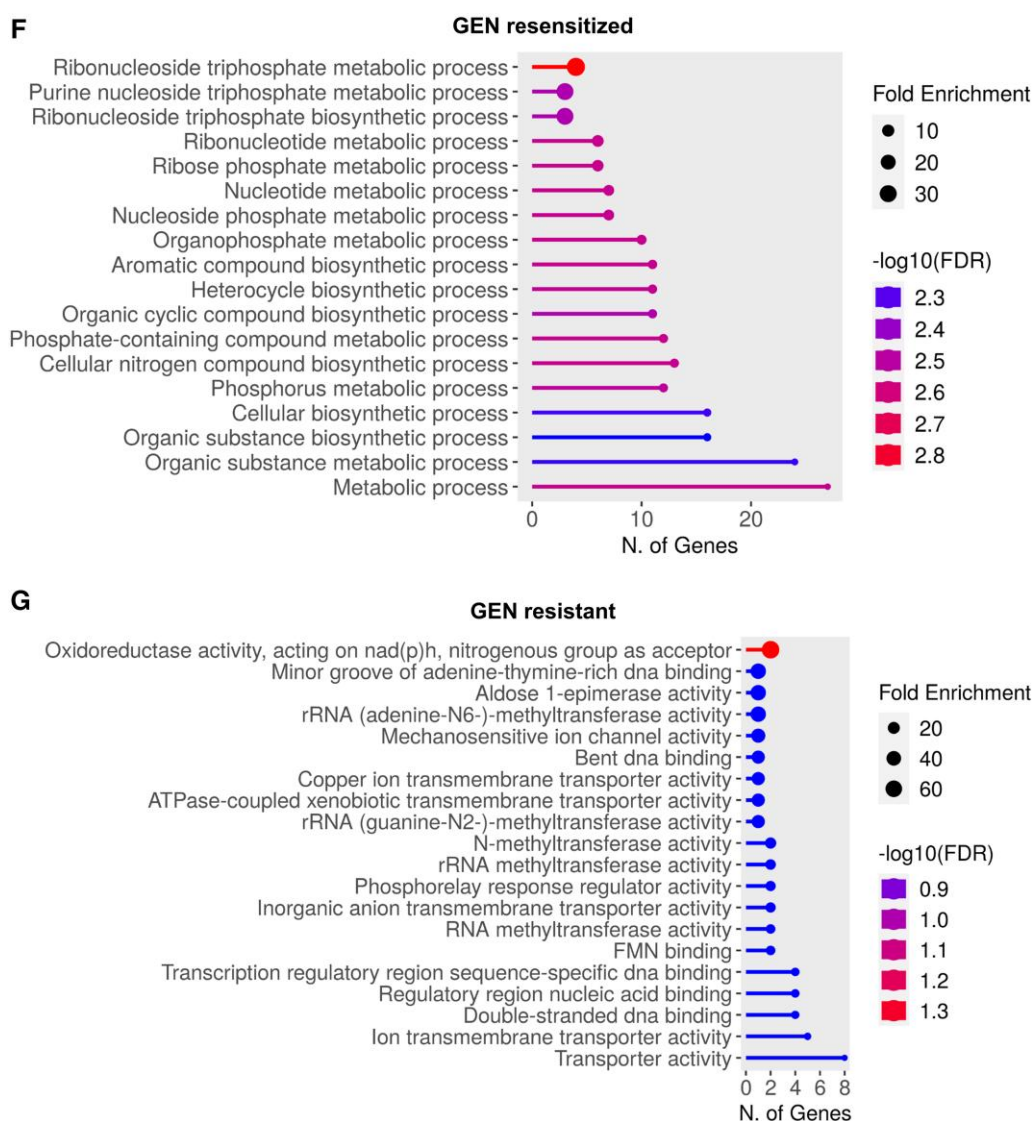 F
GEN resensitized
Ribonucleoside triphosphate metabolic process
Purine nucleoside triphosphate metabolic process
Ribonucleoside triphosphate biosynthetic process
Ribonucleotide metabolic process
Ribose phosphate metabolic process
Nucleotide metabolic process
Nucleoside phosphate metabolic process
Organophosphate metabolic process
Aromatic compound biosynthetic process
Heterocycle biosynthetic process
Organic cyclic compound biosynthetic process
Phosphate-containing compound metabolic process
Cellular nitrogen compound biosynthetic process
Phosphorus metabolic process
Cellular biosynthetic process
Organic substance biosynthetic process
Organic substance metabolic process
Metabolic process
0 10 20
N. of Genes
Fold Enrichment
10
20
30
-log10(FDR)
2.3
2.4
2.5
2.6
2.7
2.8
G
GEN resistant
Oxidoreductase activity, acting on nad(p)h, nitrogenous group as acceptor
Minor groove of adenine-thymine-rich dna binding
Aldose 1-epimerase activity
rRNA (adenine-N6-)-methyltransferase activity
Mechanosensitive ion channel activity
Bent dna binding
Copper ion transmembrane transporter activity
ATPase-coupled xenobiotic transmembrane transporter activity
rRNA (guanine-N2-)-methyltransferase activity
N-methyltransferase activity
rRNA methyltransferase activity
Phosphorelay response regulator activity
Inorganic anion transmembrane transporter activity
RNA methyltransferase activity
FMN binding
Transcription regulatory region sequence-specific dna binding
Regulatory region nucleic acid binding
Double-stranded dna binding
Ion transmembrane transporter activity
Transporter activity
0 2 4 6 8
N. of Genes
Fold Enrichment
20
40
60
-log10(FDR)
0.9
1.0
1.1
1.2
1.3